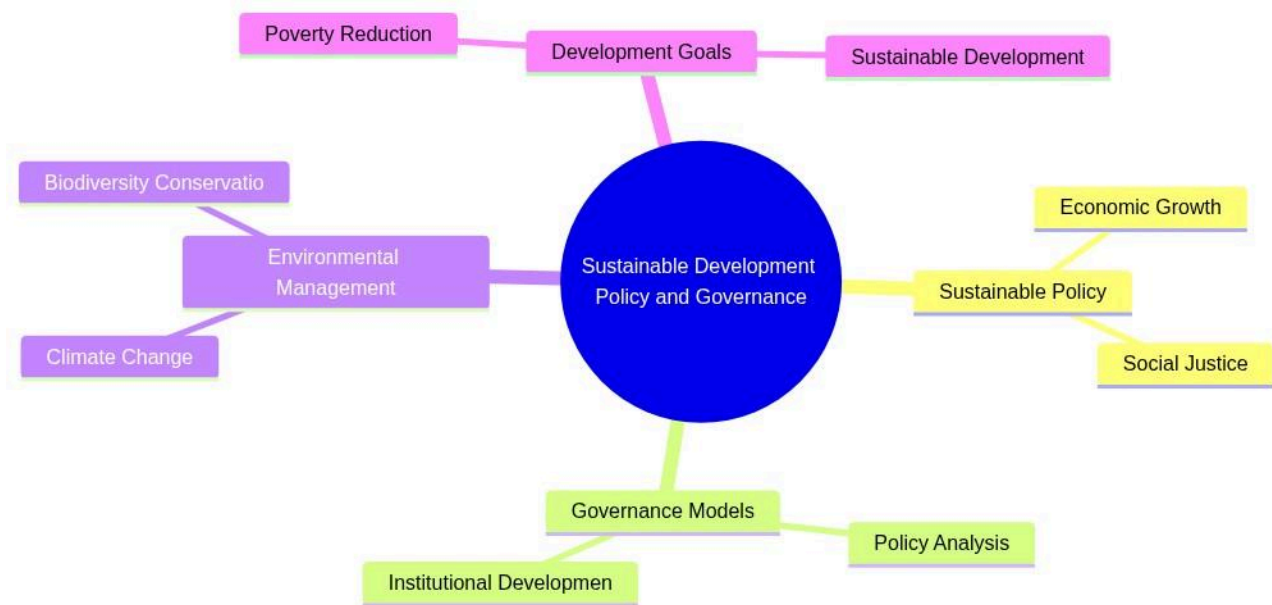 Poverty Reduction
Development Goals
Sustainable Development
Biodiversity Conservatio
Environmental
Management
Climate Change
Sustainable Development
Policy and Governance
Economic Growth
Sustainable Policy
Social Justice
Governance Models
Policy Analysis
Institutional Developmen